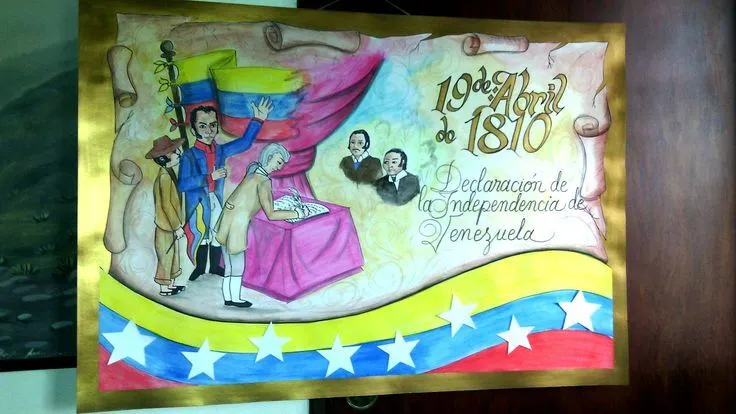 19 de Abril
de 1810
Declaración de
la Independencia de
Venezuela